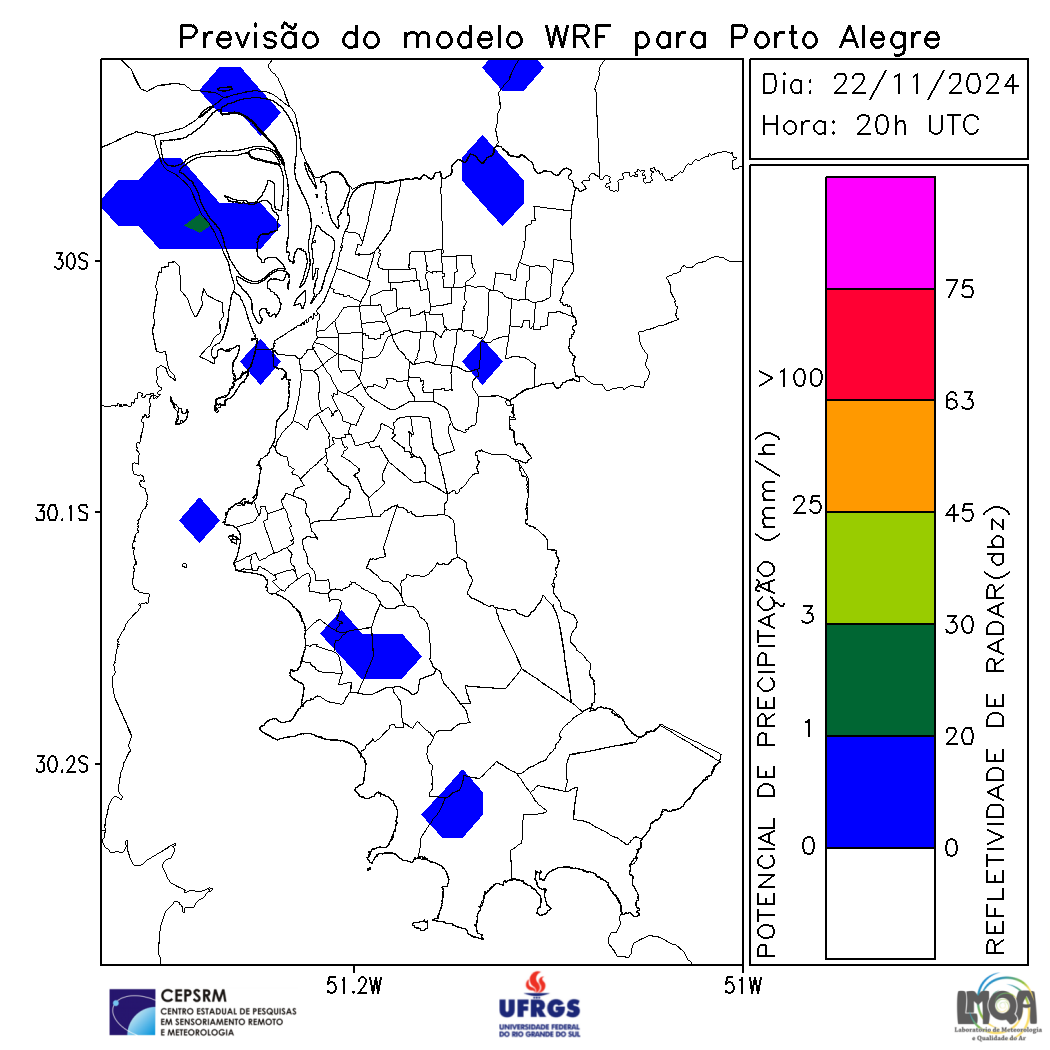 Previsão do modelo WRF para Porto Alegre
Dia: 22/11/2024
Hora: 20h UTC
30S
30.1S
30.2S
51.2W
51W
POTENCIAL DE PRECIPITAÇÃO (mm/h)
>100
25
3
1
0
75
63
45
30
20
0
REFLETIVIDADE DE RADAR(dbz)
CEPSRM
CENTRO ESTADUAL DE PESQUISAS
EM SENSORIAMENTO REMOTO
E METEOROLOGIA
UFRGS
UNIVERSIDADE FEDERAL
DO RIO GRANDE DO SUL
LMQA
Laboratório de Meteorologia
e Qualidade do Ar